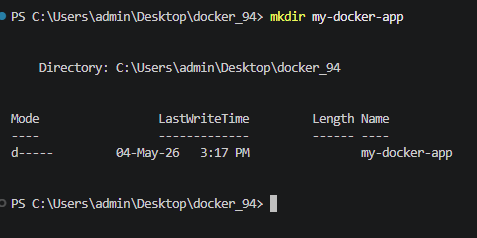 PS C:\Users\admin\Desktop\docker_94> mkdir my-docker-app
Directory: C:\Users\admin\Desktop\docker_94
Mode                 LastWriteTime         Length Name
----                 -------------         ------ ----
d-----         04-May-26   3:17 PM                my-docker-app
PS C:\Users\admin\Desktop\docker_94>